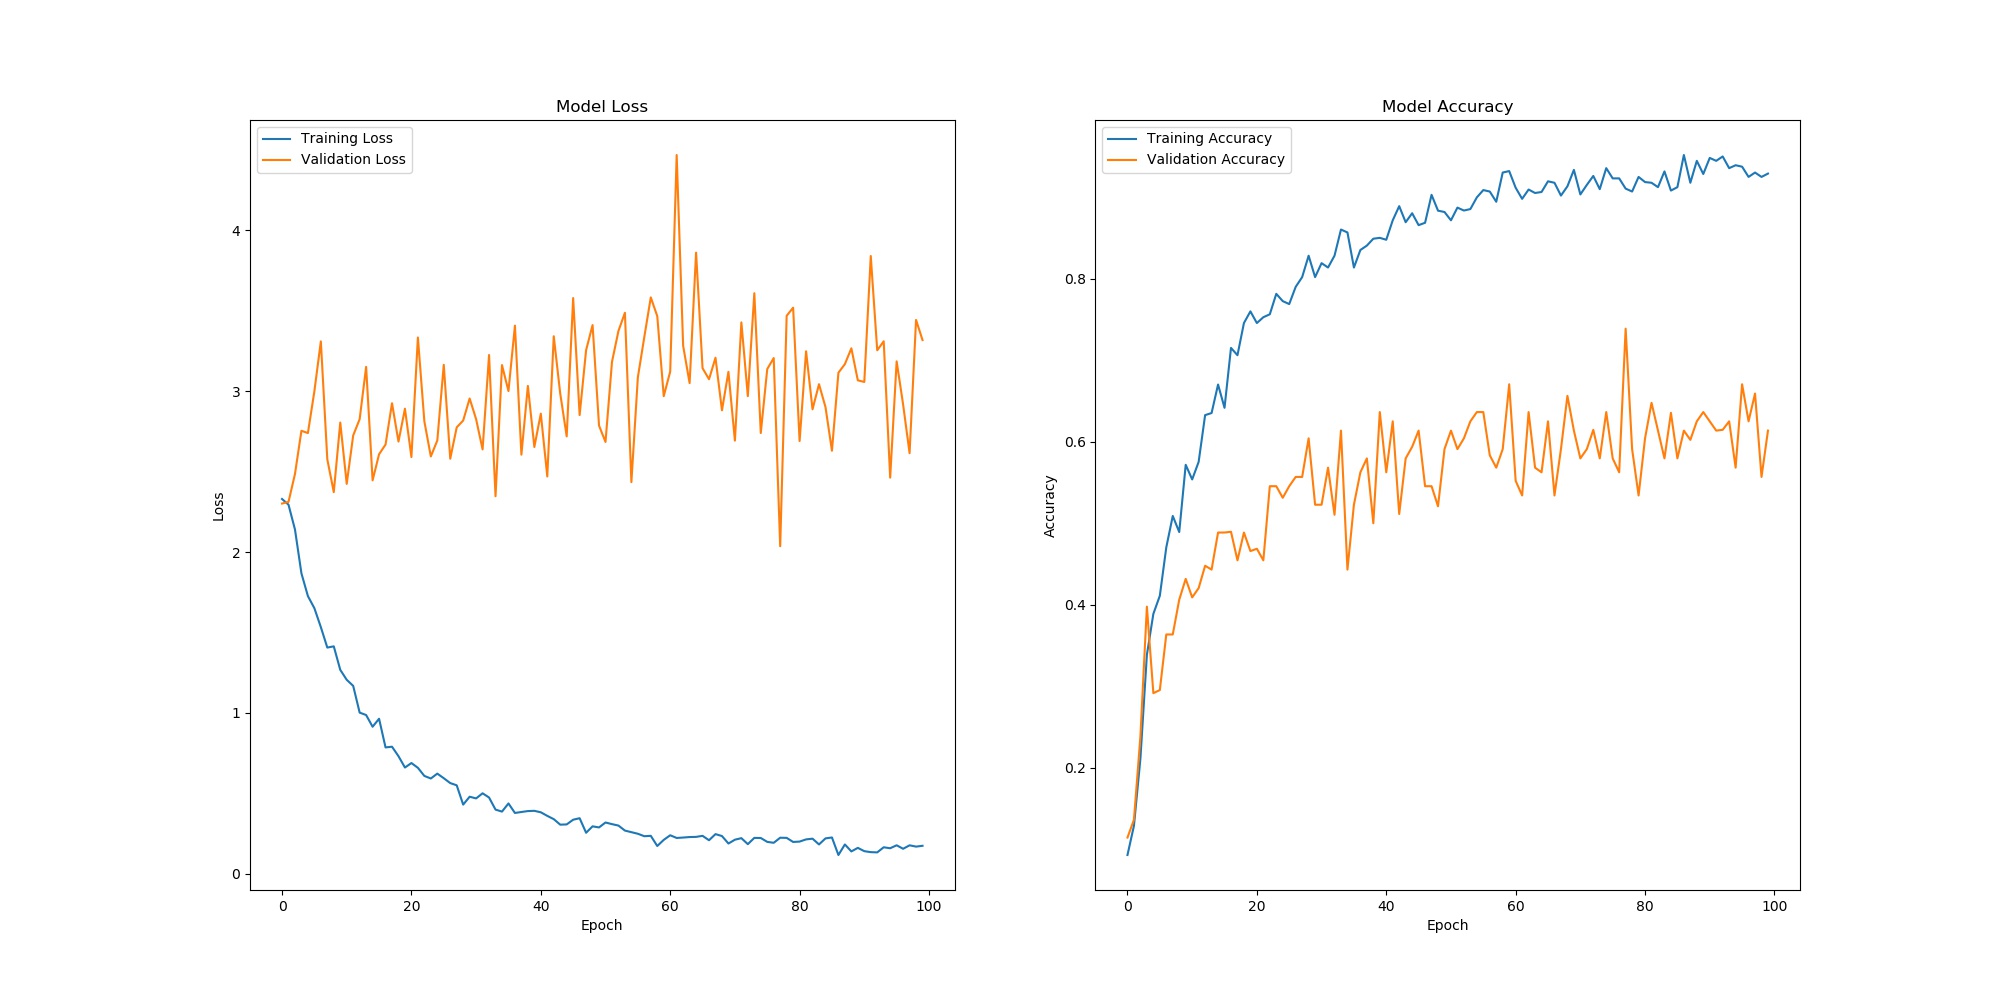 Model Loss
Training Loss
Validation Loss
4
3
2
1
0
Loss
0 20 40 60 80 100
Epoch
Model Accuracy
Training Accuracy
Validation Accuracy
0.8
0.6
0.4
0.2
Accuracy
0 20 40 60 80 100
Epoch